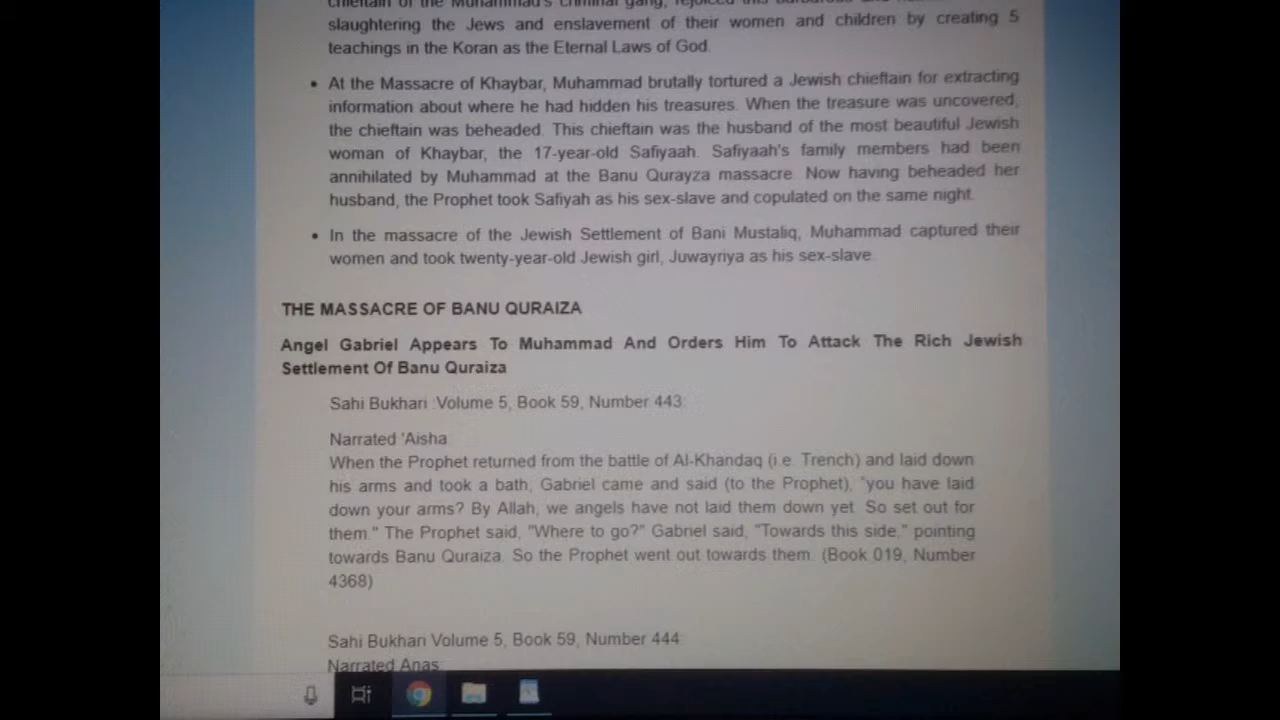 slaughtering the Jews and enslavement of their women and children by creating 5
teachings in the Koran as the Eternal Laws of God.
• At the Massacre of Khaybar, Muhammad brutally tortured a Jewish chieftain for extracting
information about where he had hidden his treasures. When the treasure was uncovered,
the chieftain was beheaded. This chieftain was the husband of the most beautiful Jewish
woman of Khaybar, the 17-year-old Safiyaah. Safiyaah's family members had been
annihilated by Muhammad at the Banu Qurayza massacre. Now having beheaded her
husband, the Prophet took Safiyah as his sex-slave and copulated on the same night.
• In the massacre of the Jewish Settlement of Bani Mustaliq, Muhammad captured their
women and took twenty-year-old Jewish girl, Juwayriya as his sex-slave.
THE MASSACRE OF BANU QURAIZA
Angel Gabriel Appears To Muhammad And Orders Him To Attack The Rich Jewish
Settlement Of Banu Quraiza
Sahi Bukhari :Volume 5, Book 59, Number 443:
Narrated 'Aisha:
When the Prophet returned from the battle of Al-Khandaq (i.e. Trench) and laid down
his arms and took a bath, Gabriel came and said (to the Prophet), "you have laid
down your arms? By Allah, we angels have not laid them down yet. So set out for
them." The Prophet said, "Where to go?" Gabriel said, "Towards this side," pointing
towards Banu Quraiza. So the Prophet went out towards them. (Book 019, Number
4368)
Sahi Bukhari Volume 5, Book 59, Number 444:
Narrated Anas: